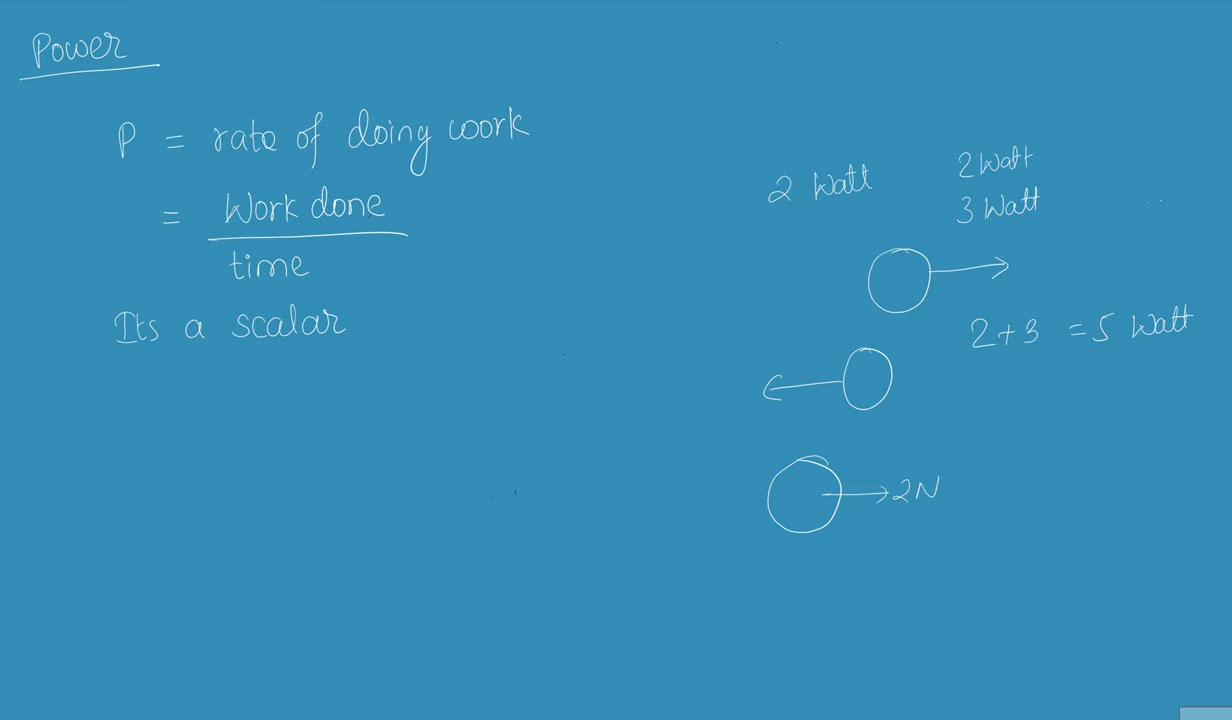 Power
P = rate of doing work
= Work done
time
Its a scalar
2 Watt
2 Watt
3 Watt
2 + 3 = 5 Watt
2N